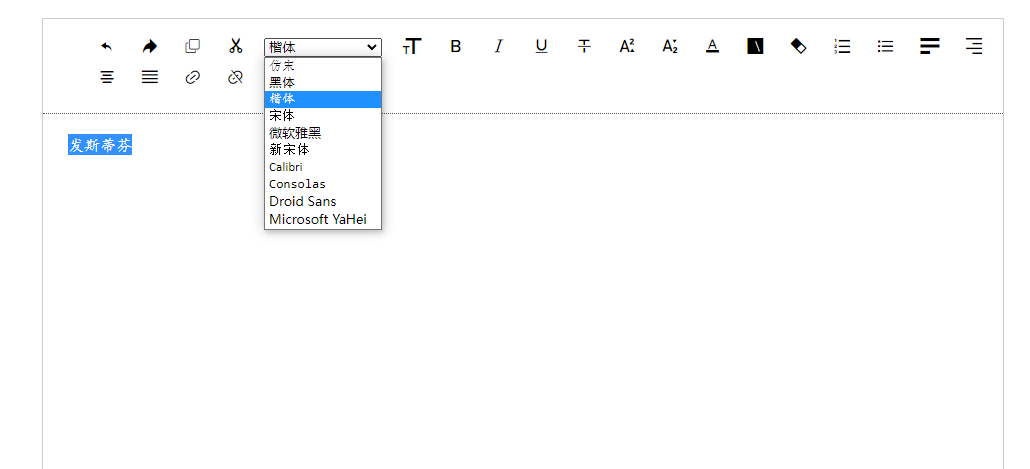 楷体
仿宋
黑体
楷体
宋体
微软雅黑
新宋体
Calibri
Consolas
Droid Sans
Microsoft YaHei
发斯蒂芬